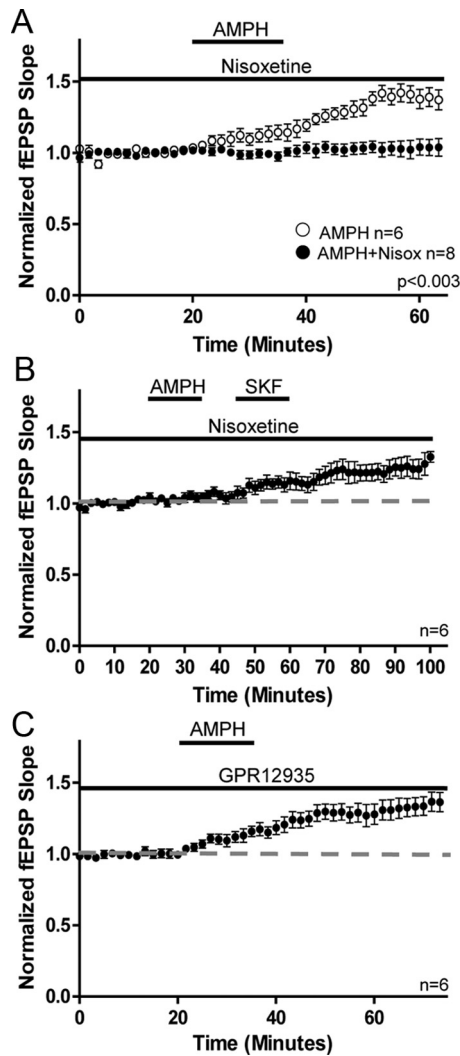 A
AMPH
Nisoxetine
Normalized fEPSP Slope
1.5
1.0
0.5
0.0
AMPH n=6
AMPH+Nisox n=8
p<0.003
0 20 40 60
Time (Minutes)
B
AMPH SKF
Nisoxetine
Normalized fEPSP Slope
1.5
1.0
0.5
0.0
n=6
0 10 20 30 40 50 60 70 80 90 100
Time (Minutes)
C
AMPH
GPR12935
Normalized fEPSP Slope
1.5
1.0
0.5
0.0
n=6
0 20 40 60
Time (Minutes)